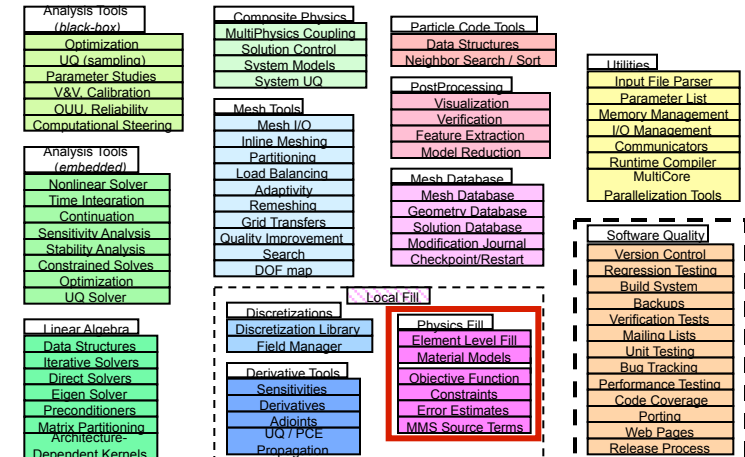 Analysis Tools
(black-box)
Optimization
UQ (sampling)
Parameter Studies
V&V, Calibration
OUU, Reliability
Computational Steering
Analysis Tools
(embedded)
Nonlinear Solver
Time Integration
Continuation
Sensitivity Analysis
Stability Analysis
Constrained Solves
Optimization
UQ Solver
Linear Algebra
Data Structures
Iterative Solvers
Direct Solvers
Eigen Solver
Preconditioners
Matrix Partitioning
Architecture-
Dependent Kernels
Composite Physics
MultiPhysics Coupling
Solution Control
System Models
System UQ
Mesh Tools
Mesh I/O
Inline Meshing
Partitioning
Load Balancing
Adaptivity
Remeshing
Grid Transfers
Quality Improvement
Search
DOF map
Particle Code Tools
Data Structures
Neighbor Search / Sort
PostProcessing
Visualization
Verification
Feature Extraction
Model Reduction
Mesh Database
Mesh Database
Geometry Database
Solution Database
Modification Journal
Checkpoint/Restart
Local Fill
Discretizations
Discretization Library
Field Manager
Derivative Tools
Sensitivities
Derivatives
Adjoints
UQ / PCE
Propagation
Physics Fill
Element Level Fill
Material Models
Objective Function
Constraints
Error Estimates
MMS Source Terms
Utilities
Input File Parser
Parameter List
Memory Management
I/O Management
Communicators
Runtime Compiler
MultiCore
Parallelization Tools
Software Quality
Version Control
Regression Testing
Build System
Backups
Verification Tests
Mailing Lists
Unit Testing
Bug Tracking
Performance Testing
Code Coverage
Porting
Web Pages
Release Process